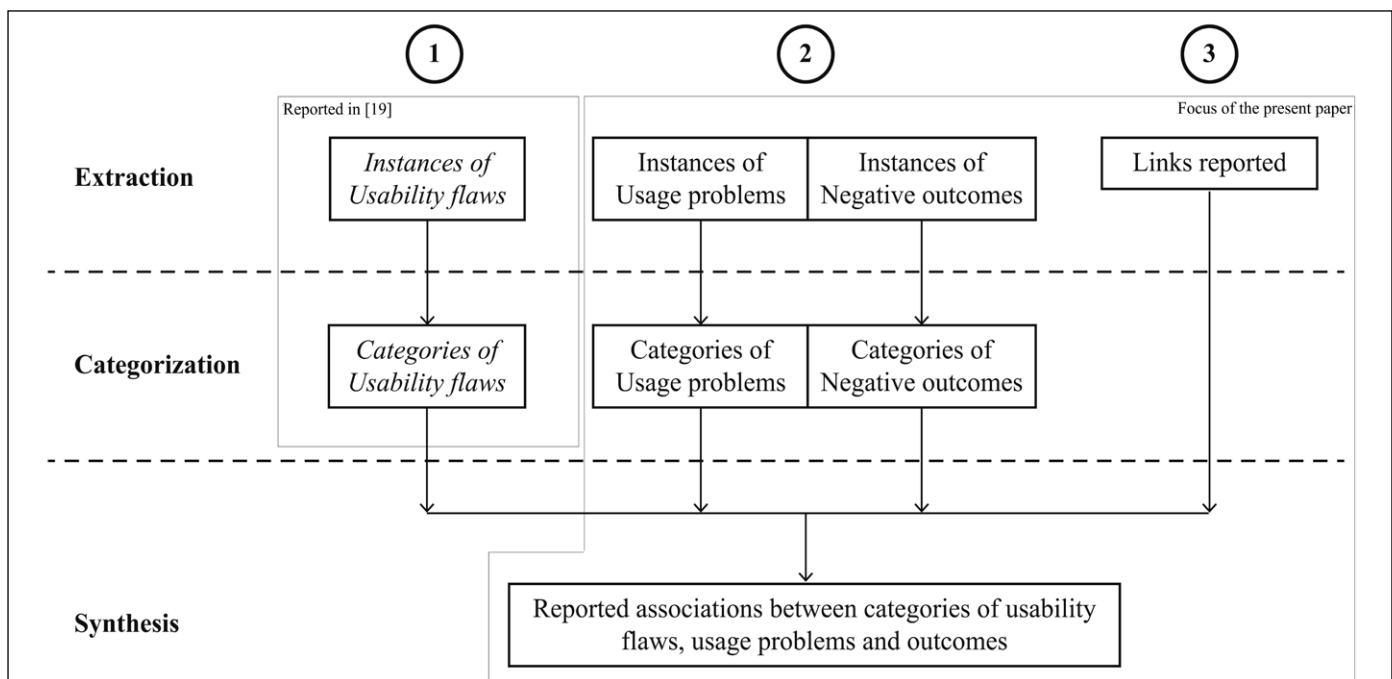 1
2
3
Reported in [19]
Focus of the present paper
Extraction
Instances of
Usability flaws
Instances of
Usage problems
Instances of
Negative outcomes
Links reported
Categorization
Categories of
Usability flaws
Categories of
Usage problems
Categories of
Negative outcomes
Synthesis
Reported associations between categories of usability
flaws, usage problems and outcomes